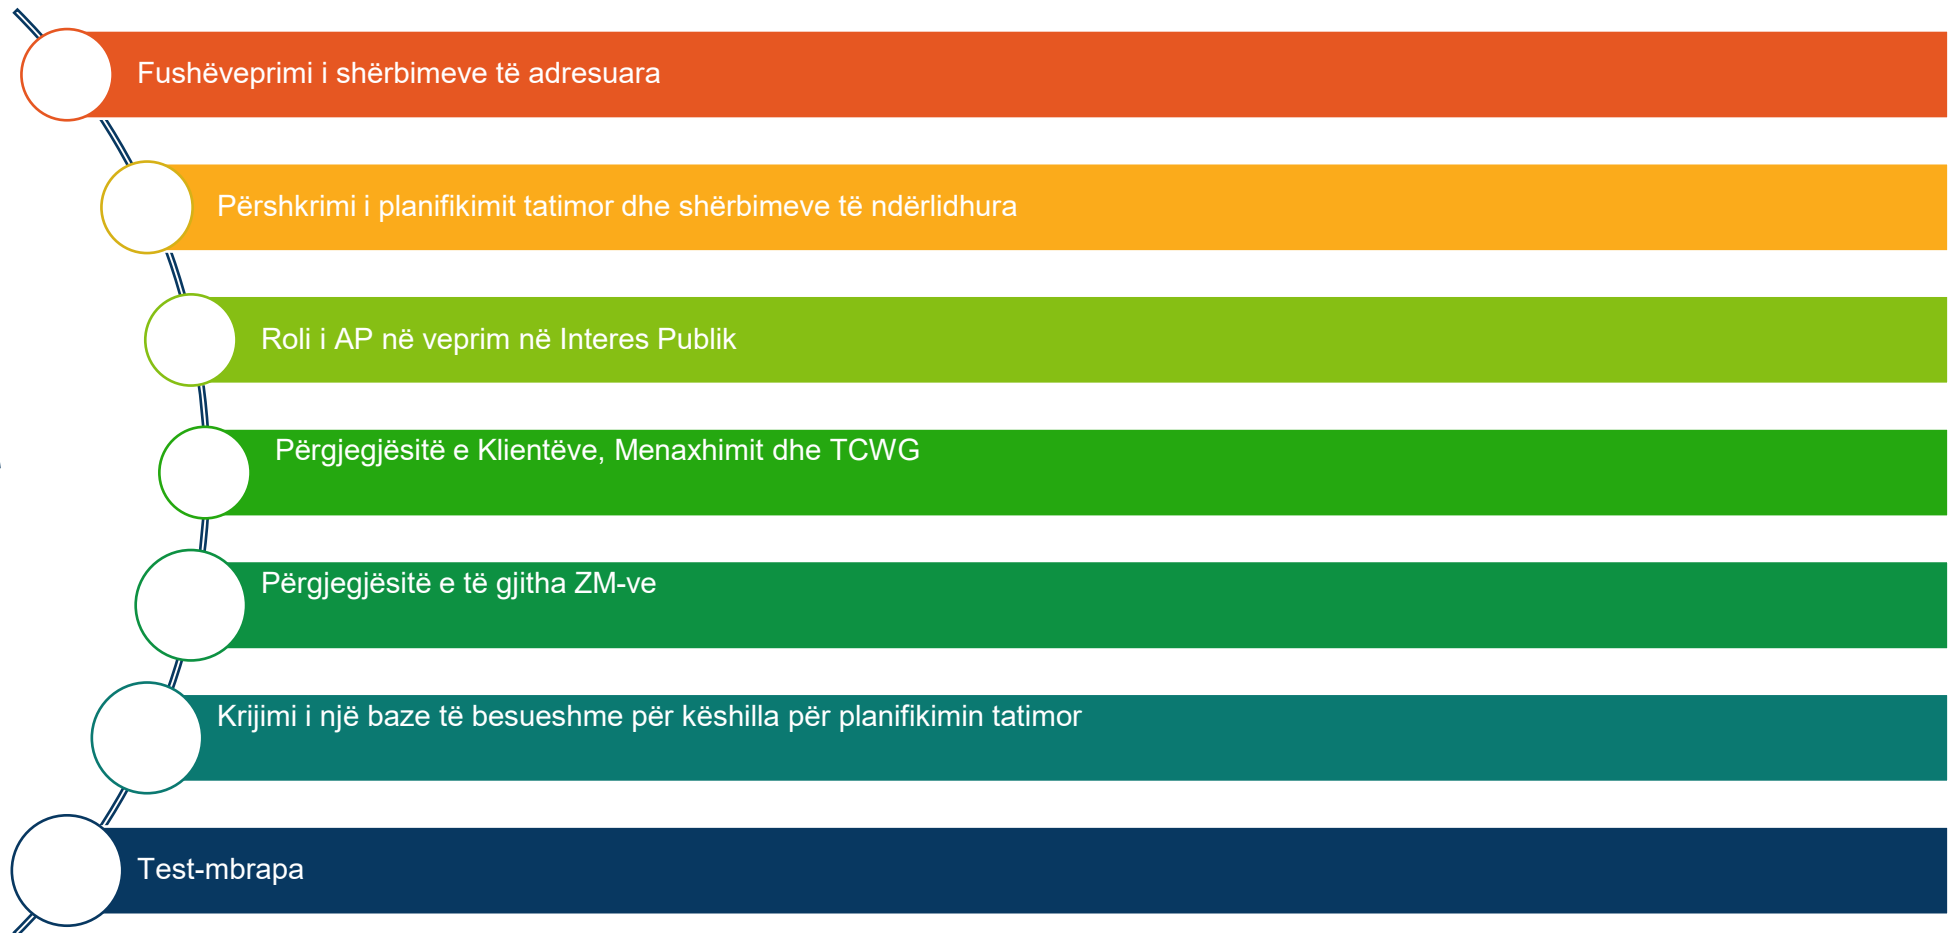 Fushëveprimi i shërbimeve të adresuara
Përshkrimi i planifikimit tatimor dhe shërbimeve të ndërlidhura
Roli i AP në veprim në Interes Publik
Përgjegjësitë e Klientëve, Menaxhimit dhe TCWG
Përgjegjësitë e të gjitha ZM-ve
Krijimi i një baze të besueshme për këshilla për planifikimin tatimor
Test-mbrapa